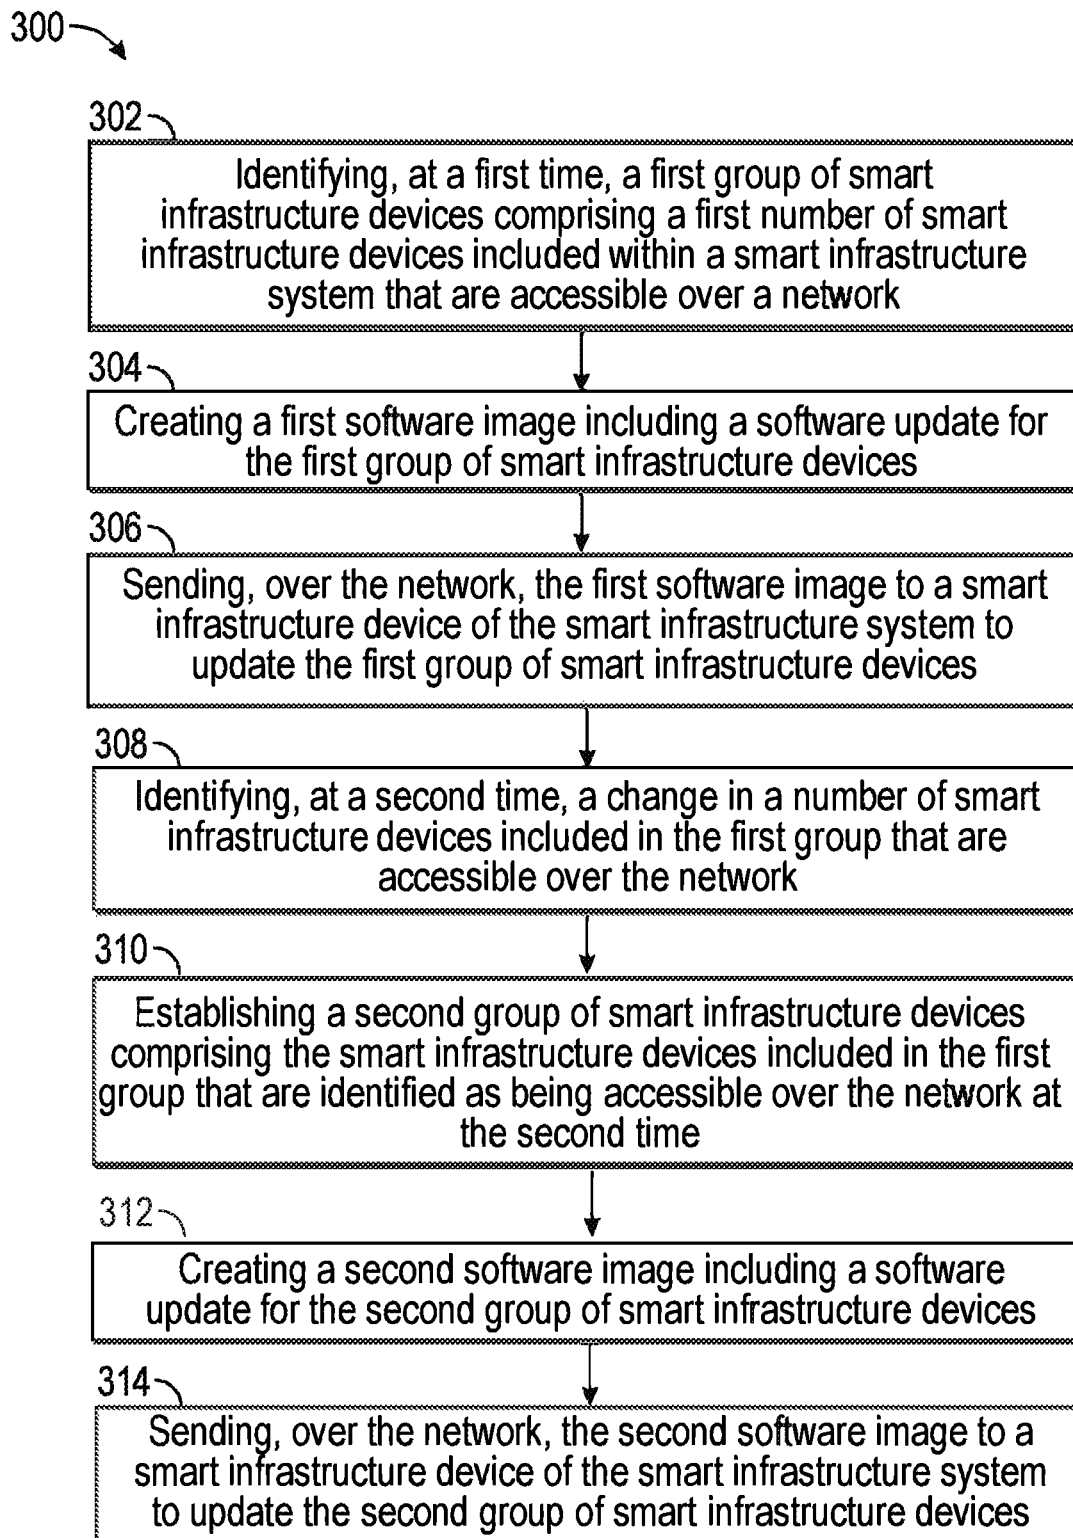 300
302
Identifying, at a first time, a first group of smart
infrastructure devices comprising a first number of smart
infrastructure devices included within a smart infrastructure
system that are accessible over a network
304
Creating a first software image including a software update for
the first group of smart infrastructure devices
306
Sending, over the network, the first software image to a smart
infrastructure device of the smart infrastructure system to
update the first group of smart infrastructure devices
308
Identifying, at a second time, a change in a number of smart
infrastructure devices included in the first group that are
accessible over the network
310
Establishing a second group of smart infrastructure devices
comprising the smart infrastructure devices included in the first
group that are identified as being accessible over the network at
the second time
312
Creating a second software image including a software
update for the second group of smart infrastructure devices
314
Sending, over the network, the second software image to a
smart infrastructure device of the smart infrastructure system
to update the second group of smart infrastructure devices